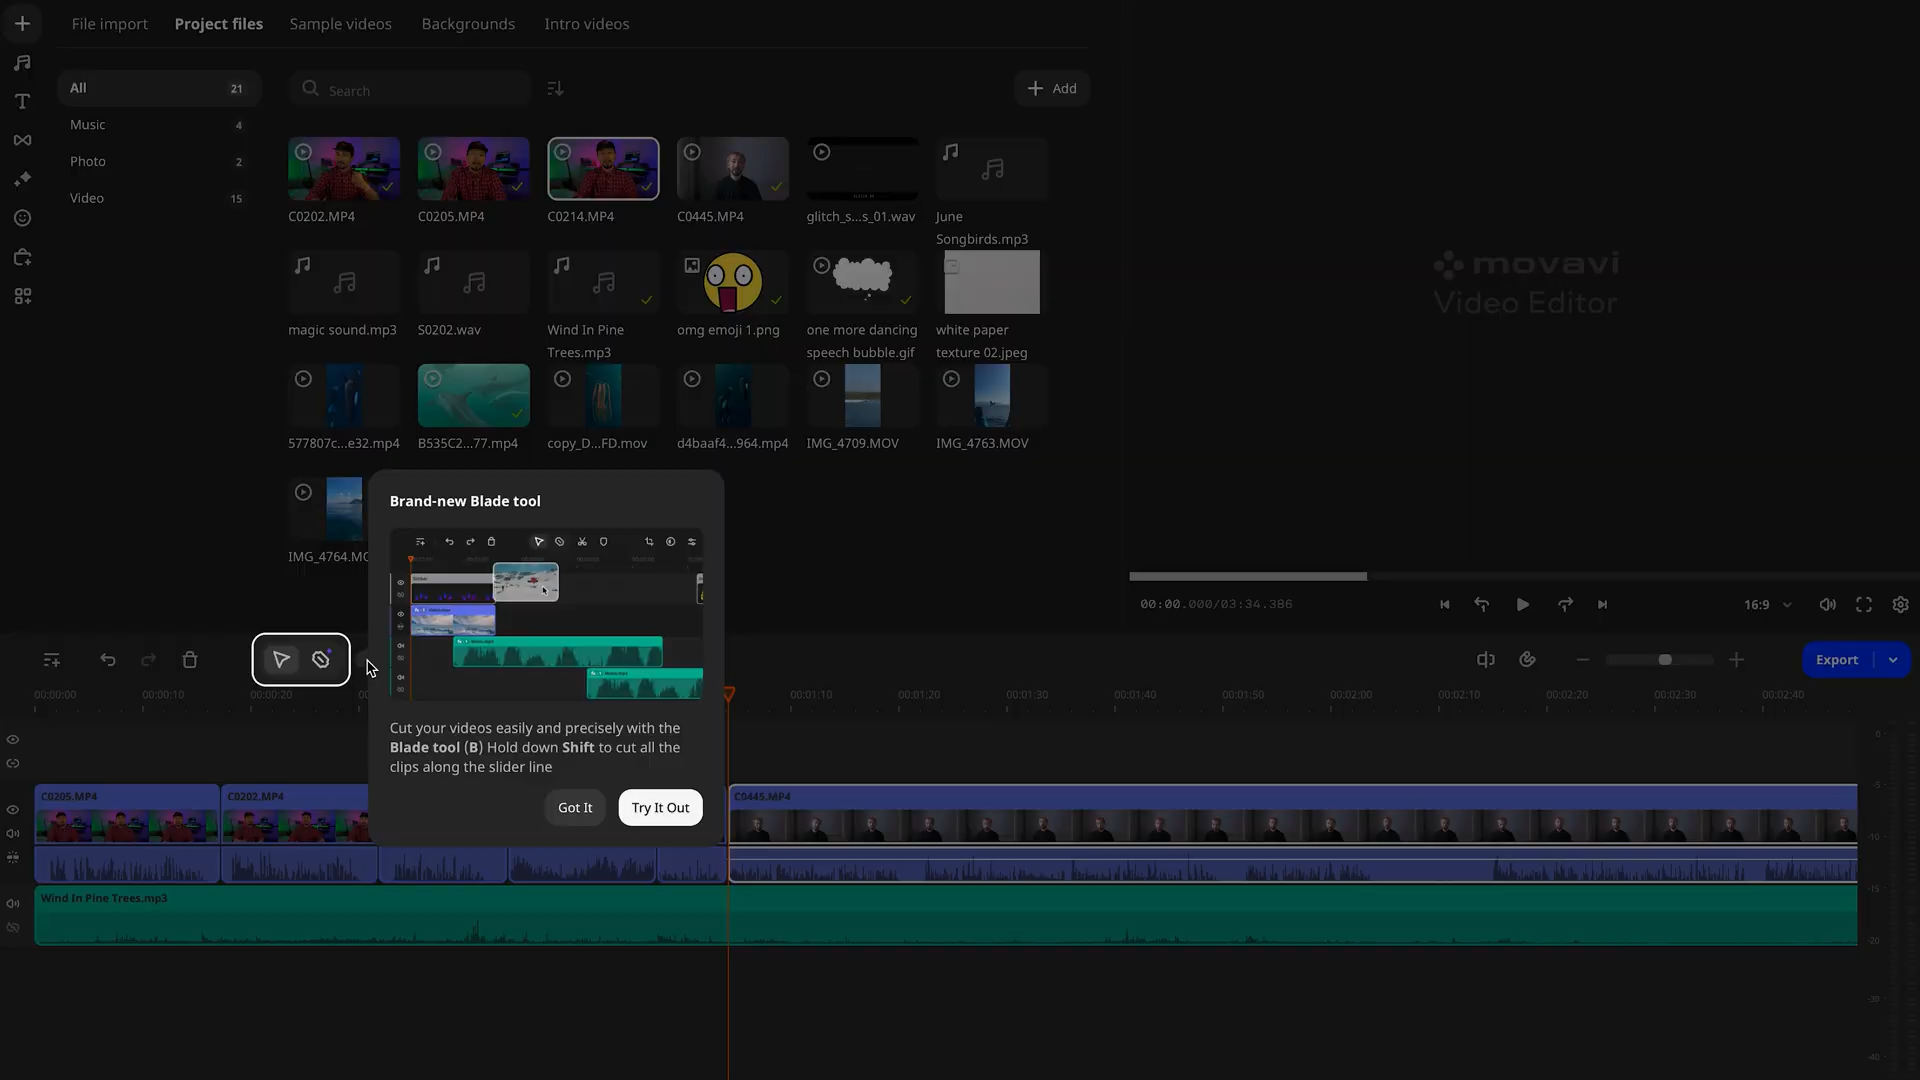 File import Project files Sample videos Backgrounds Intro videos
All 21
Search
Add
Music 4
Photo 2
Video 15
C0202.MP4 C0205.MP4 C0214.MP4 C0445.MP4 glitch_s...s_01.wav June
Songbirds.mp3
magic sound.mp3 S0202.wav Wind In Pine omg emoji 1.png one more dancing white paper
Trees.mp3 speech bubble.gif texture 02.jpeg
577807c...e32.mp4 B535C2...77.mp4 copy_D...FD.mov d4baaf4...964.mp4 IMG_4709.MOV IMG_4763.MOV
IMG_4764.MO
movavi
Video Editor
00:00.000/03:34.386
16:9
Brand-new Blade tool
Cut your videos easily and precisely with the
Blade tool (B) Hold down Shift to cut all the
clips along the slider line
Got It Try It Out
Export
00:00:00 00:00:10 00:00:20 00:01:10 00:01:20 00:01:30 00:01:40 00:01:50 00:02:00 00:02:10 00:02:20 00:02:30 00:02:40
C0205.MP4 C0202.MP4 C0445.MP4
Wind In Pine Trees.mp3
0
-5
-10
-15
-20
-30
-40